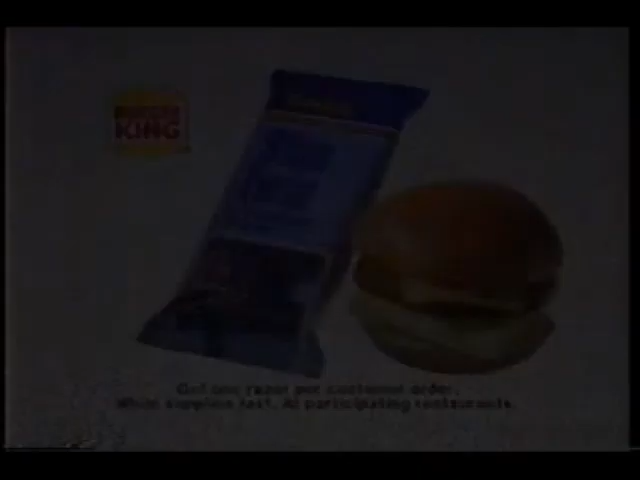 BURGER
KING
Get one razor per customer order.
While supplies last. At participating restaurants.